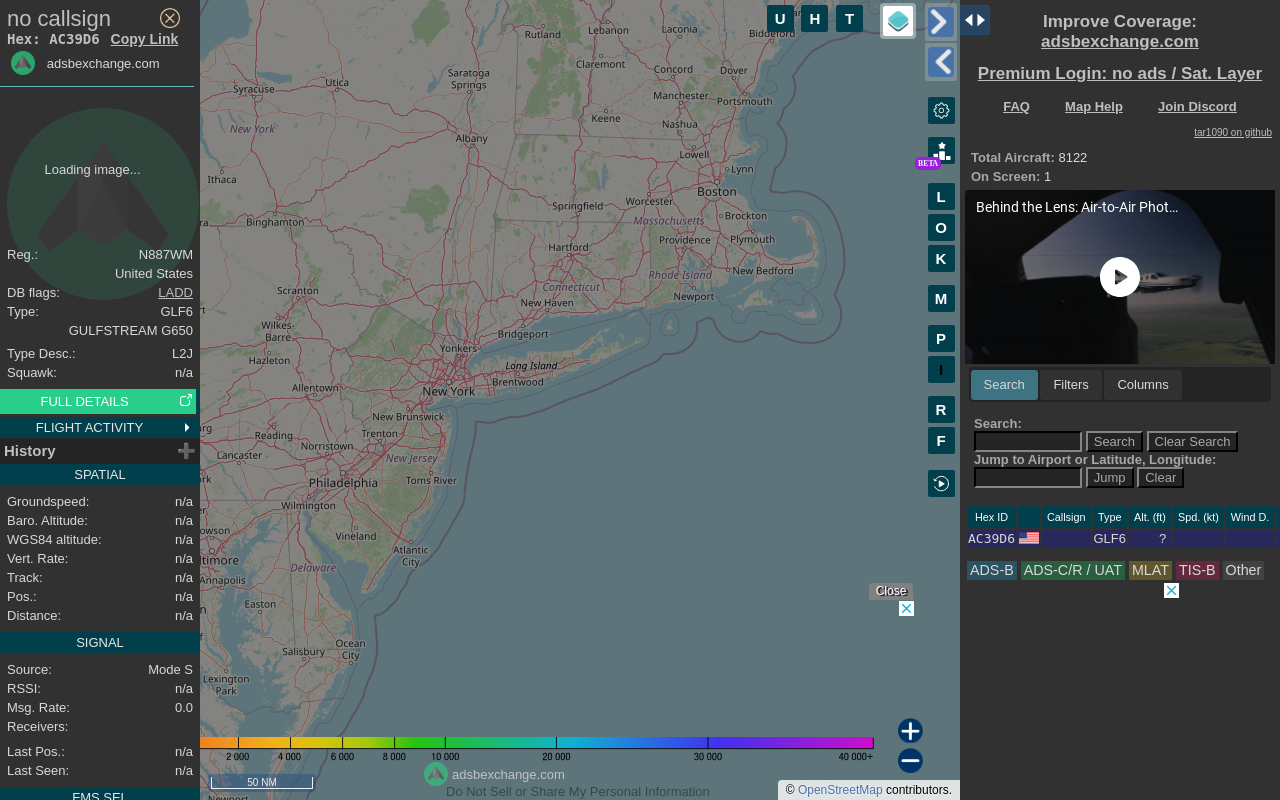 no callsign
Hex: AC39D6 Copy Link
adsbexchange.com
Loading image...
Reg.: N887WM
United States
DB flags: LADD
Type: GLF6
GULFSTREAM G650
Type Desc.: L2J
Squawk: n/a
FULL DETAILS
FLIGHT ACTIVITY
History
SPATIAL
Groundspeed: n/a
Baro. Altitude: n/a
WGS84 altitude: n/a
Vert. Rate: n/a
Track: n/a
Pos.: n/a
Distance: n/a
SIGNAL
Source: Mode S
RSSI: n/a
Msg. Rate: 0.0
Receivers:
Last Pos.: n/a
Last Seen: n/a
FMS SEL
U H T
Rutland
Lebanon
Laconia
Biddeford
Claremont
Concord
Dover
Utica
Saratoga
Springs
Syracuse
Manchester
Portsmouth
Keene
Nashua
New York
Albany
Lowell
Lynn
Ithaca
Boston
Worcester
Springfield
Massachusetts
Brockton
Binghamton
Hartford
Providence
Plymouth
Rhode Island
New Bedford
Connecticut
Newport
Scranton
New Haven
Wilkes-
Barre
Bridgeport
Hazleton
Yonkers
Long Island
Brentwood
Allentown
New York
New Brunswick
Reading
Trenton
Norristown
Lancaster
New Jersey
Philadelphia
Toms River
Wilmington
Vineland
Atlantic
City
Annapolis
Delaware
Easton
Ocean
City
Salisbury
Lexington
Park
BETA
L
O
K
M
P
I
R
F
Close
2 000 4 000 6 000 8 000 10 000 20 000 30 000 40 000+
50 NM
adsbexchange.com
Do Not Sell or Share My Personal Information
© OpenStreetMap contributors.
Improve Coverage:
adsbexchange.com
Premium Login: no ads / Sat. Layer
FAQ Map Help Join Discord
tar1090 on github
Total Aircraft: 8122
On Screen: 1
Behind the Lens: Air-to-Air Phot...
Search Filters Columns
Search:
Search Clear Search
Jump to Airport or Latitude, Longitude:
Jump Clear
Hex ID Callsign Type Alt. (ft) Spd. (kt) Wind D.
AC39D6 GLF6 ?
ADS-B ADS-C/R / UAT MLAT TIS-B Other